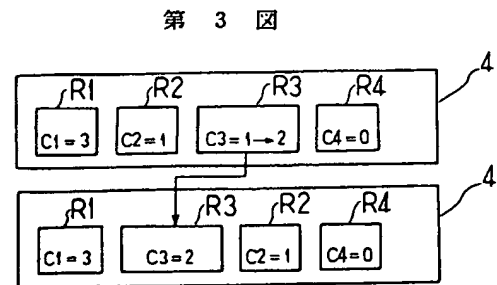 第 3 図
4
R1 R2 R3 R4
C1=3 C2=1 C3=1→2 C4=0
4
R1 R3 R2 R4
C1=3 C3=2 C2=1 C4=0